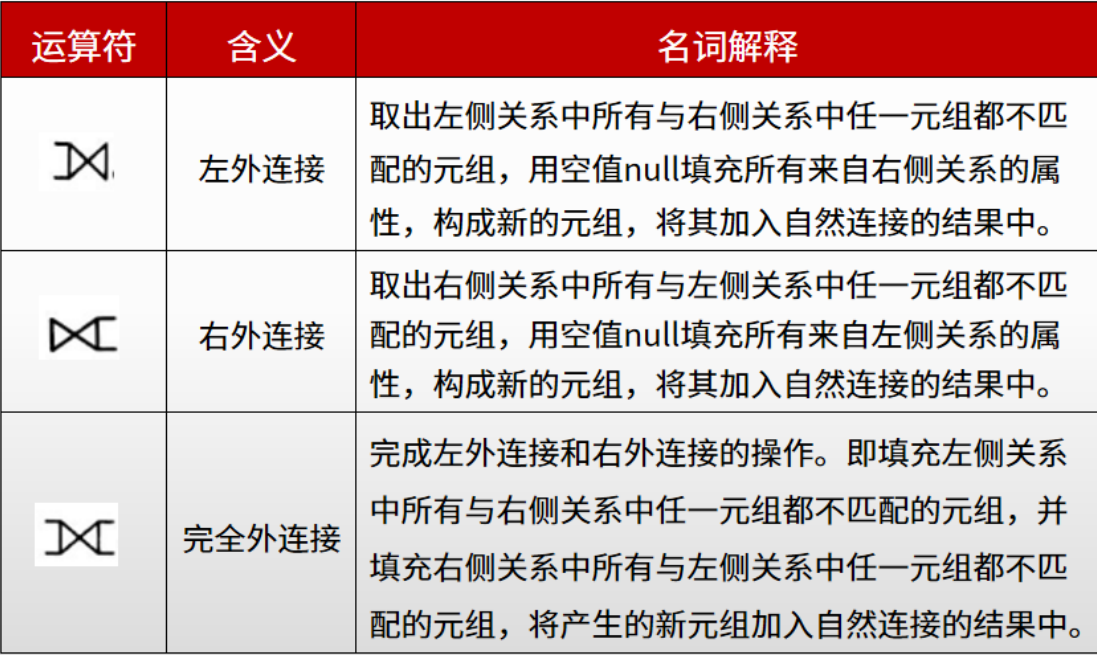 运算符 含义 名词解释
左外连接
取出左侧关系中所有与右侧关系中任一元组都不匹
配的元组，用空值null填充所有来自右侧关系的属
性，构成新的元组，将其加入自然连接的结果中。
右外连接
取出右侧关系中所有与左侧关系中任一元组都不匹
配的元组，用空值null填充所有来自左侧关系的属
性，构成新的元组，将其加入自然连接的结果中。
完全外连接
完成左外连接和右外连接的操作。即填充左侧关系
中所有与右侧关系中任一元组都不匹配的元组，并
填充右侧关系中所有与左侧关系中任一元组都不匹
配的元组，将产生的新元组加入自然连接的结果中。